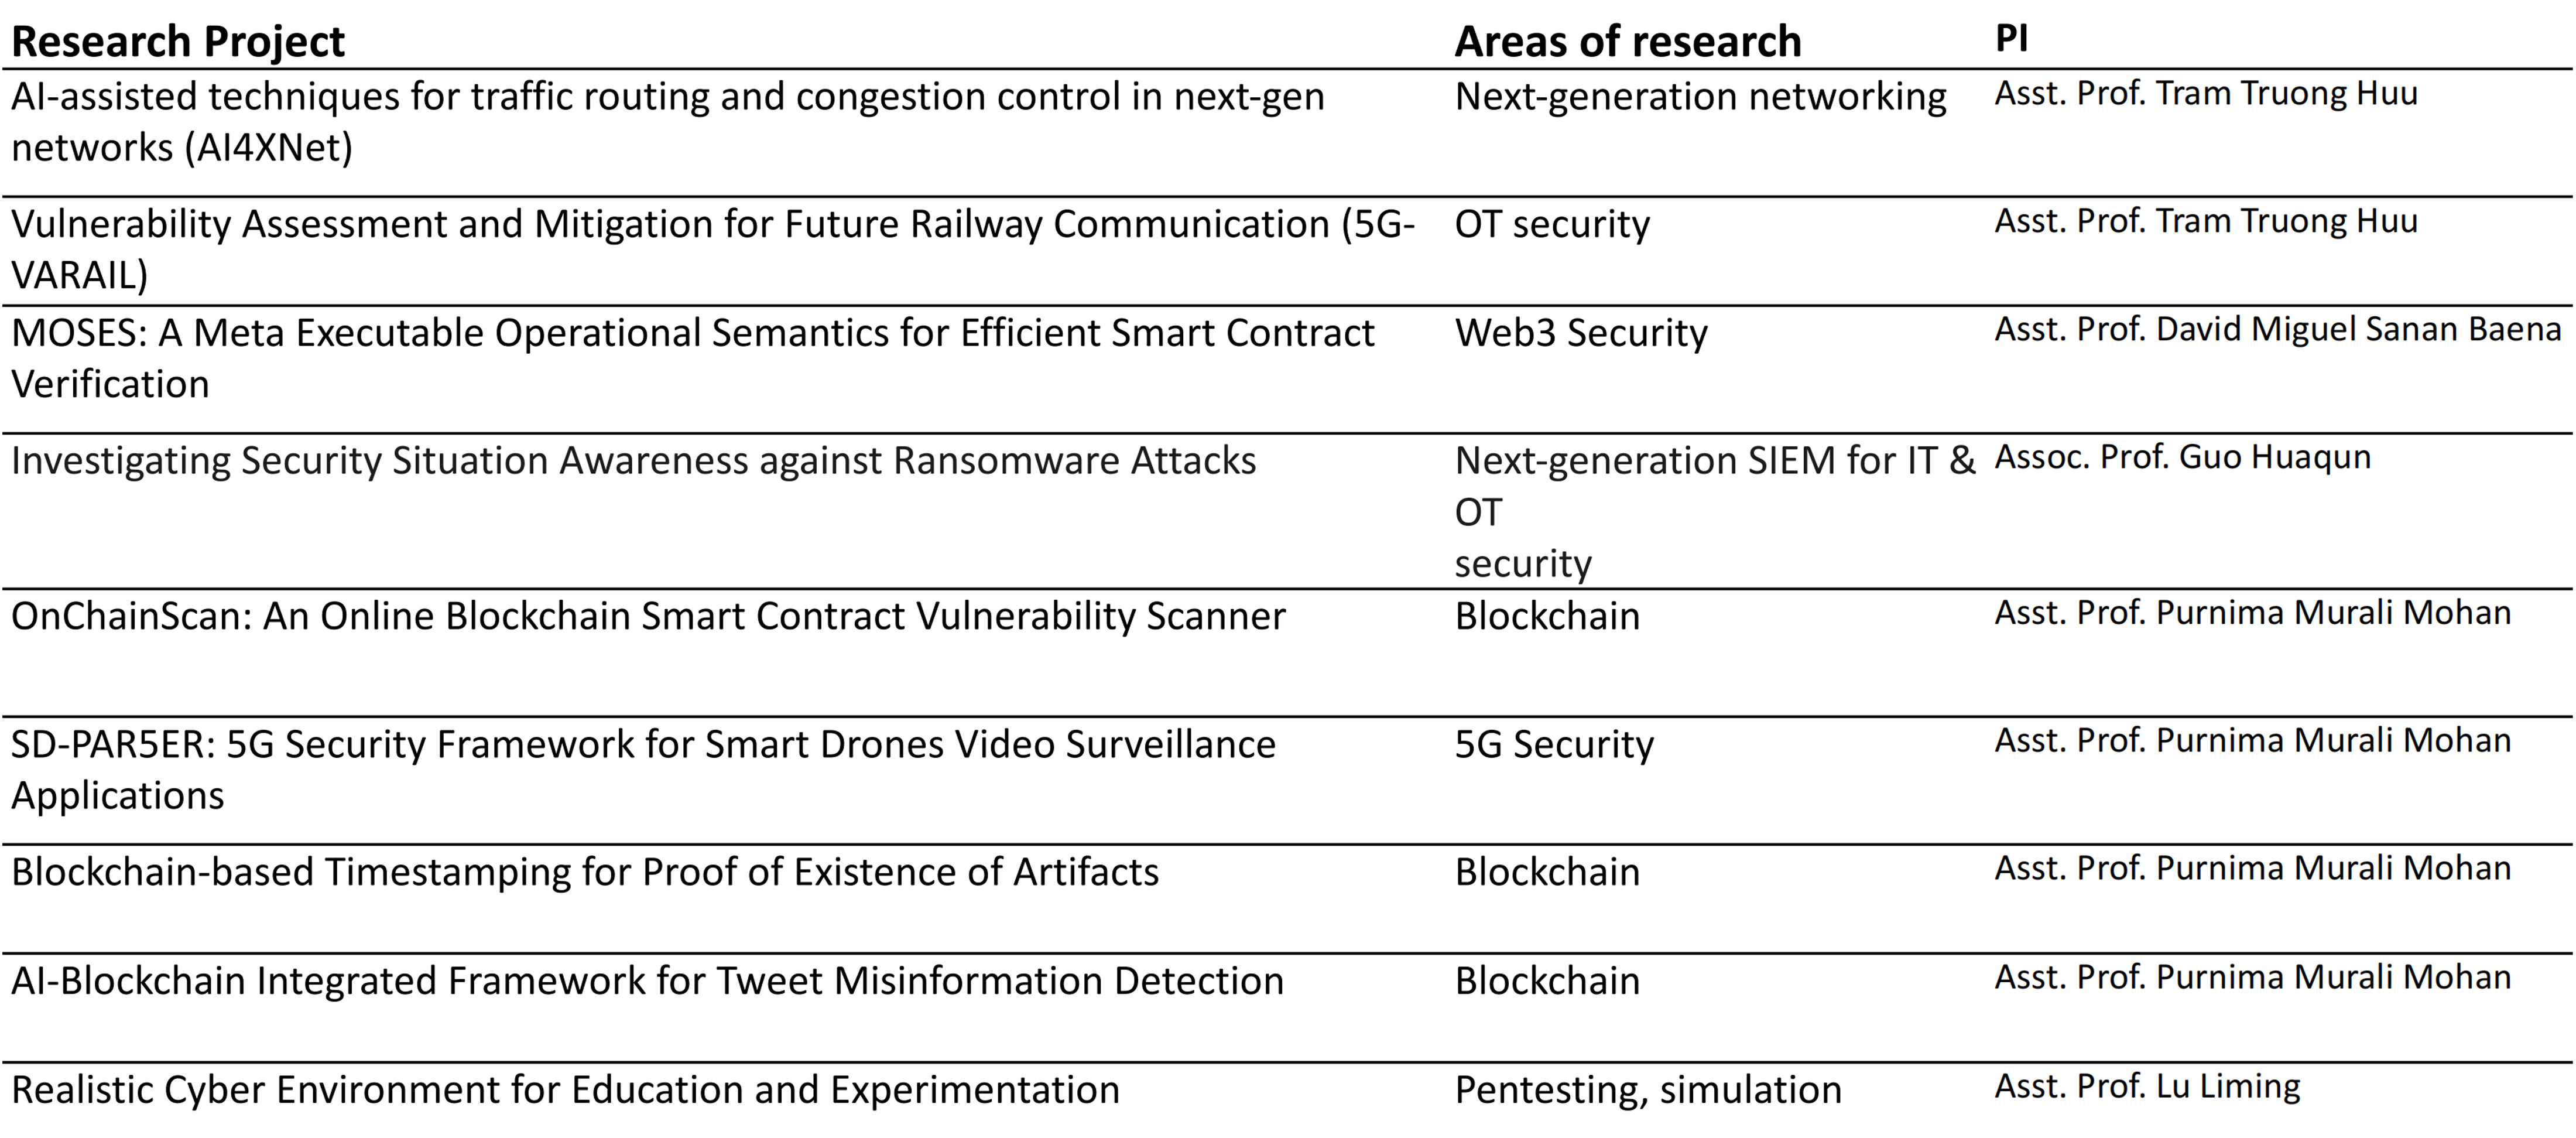 Research Project Areas of research PI
AI-assisted techniques for traffic routing and congestion control in next-gen
networks (AI4XNet)
Next-generation networking
Asst. Prof. Tram Truong Huu
Vulnerability Assessment and Mitigation for Future Railway Communication (5G-
VARAIL)
OT security
Asst. Prof. Tram Truong Huu
MOSES: A Meta Executable Operational Semantics for Efficient Smart Contract
Verification
Web3 Security
Asst. Prof. David Miguel Sanan Baena
Investigating Security Situation Awareness against Ransomware Attacks
Next-generation SIEM for IT &
OT
security
Assoc. Prof. Guo Huaqun
OnChainScan: An Online Blockchain Smart Contract Vulnerability Scanner
Blockchain
Asst. Prof. Purnima Murali Mohan
SD-PAR5ER: 5G Security Framework for Smart Drones Video Surveillance
Applications
5G Security
Asst. Prof. Purnima Murali Mohan
Blockchain-based Timestamping for Proof of Existence of Artifacts
Blockchain
Asst. Prof. Purnima Murali Mohan
AI-Blockchain Integrated Framework for Tweet Misinformation Detection
Blockchain
Asst. Prof. Purnima Murali Mohan
Realistic Cyber Environment for Education and Experimentation
Pentesting, simulation
Asst. Prof. Lu Liming